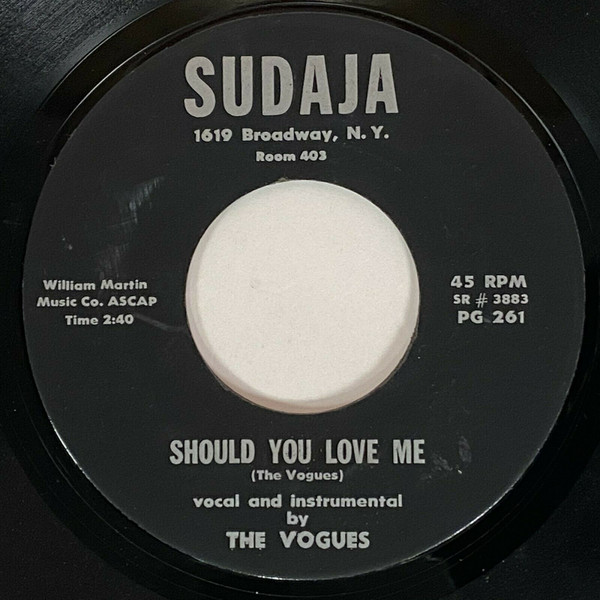 SUDAJA
1619 Broadway, N. Y.
Room 403
William Martin
Music Co. ASCAP
Time 2:40
45 RPM
SR # 3883
PG 261
SHOULD YOU LOVE ME
(The Vogues)
vocal and instrumental
by
THE VOGUES